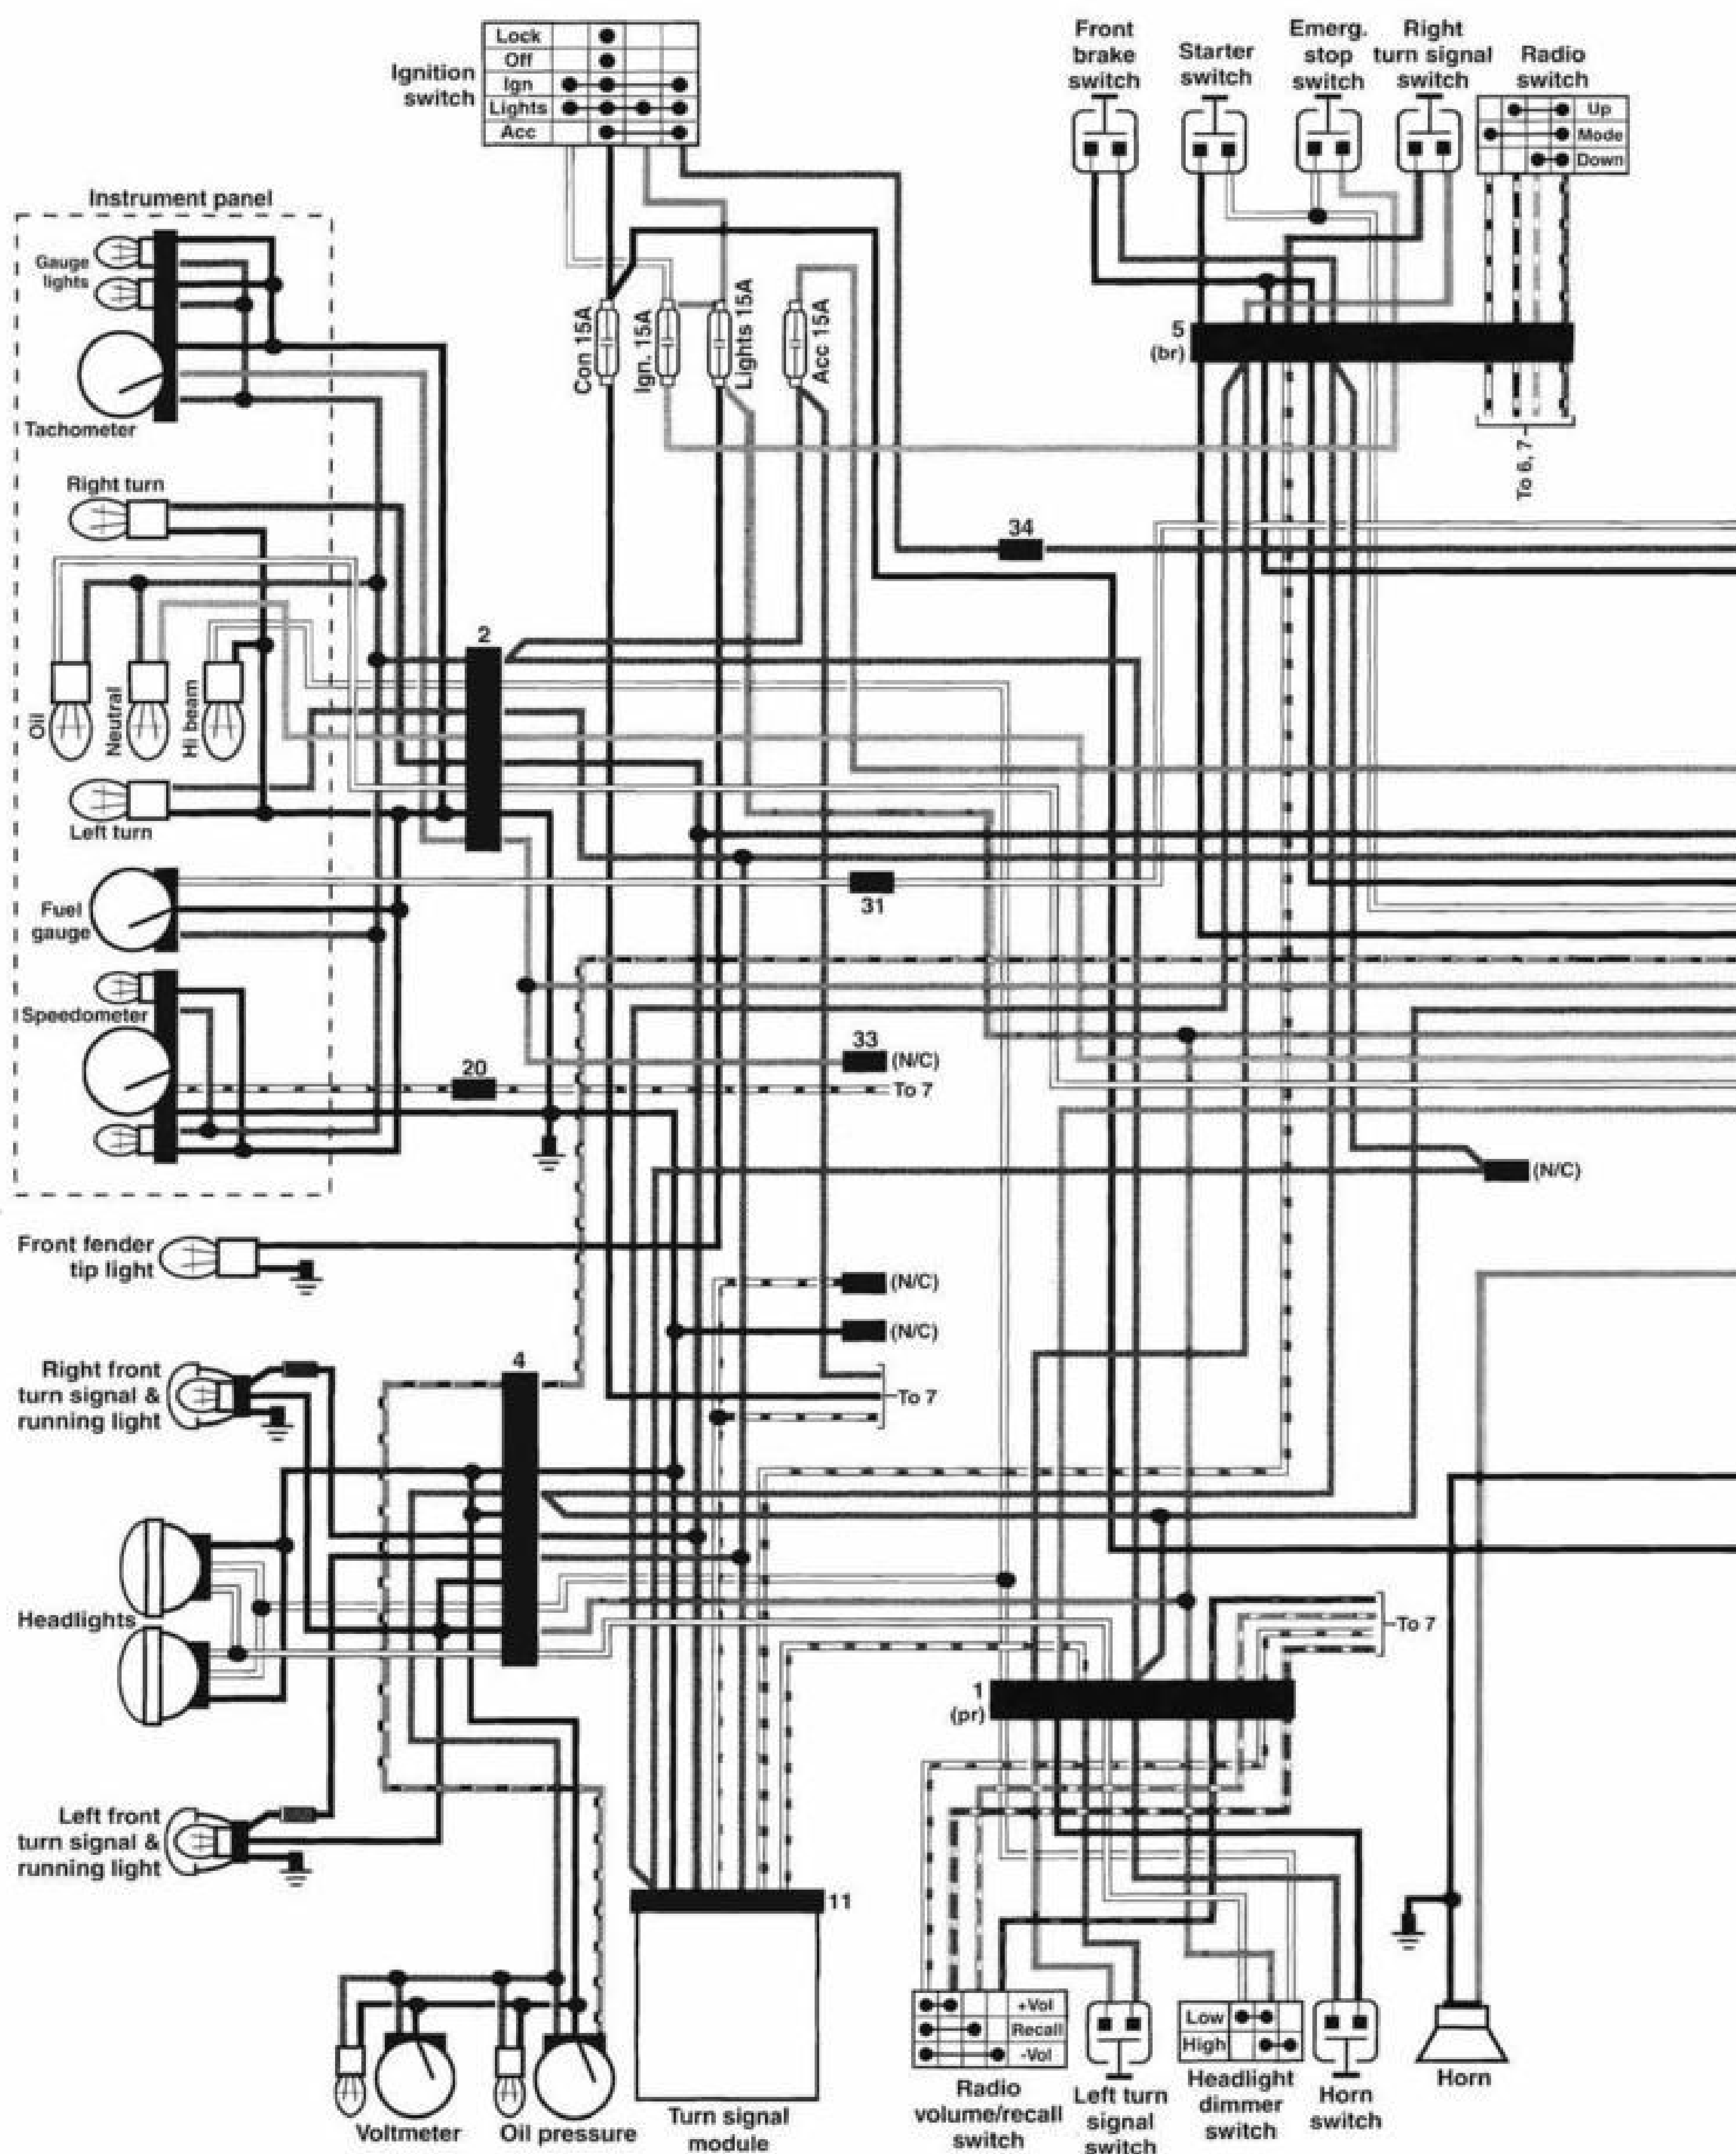 Ignition
switch
Lock
Off
Ign
Lights
Acc
Front
brake
switch
Starter
switch
Emerg.
stop
switch
Right
turn signal
switch
Radio
switch
Up
Mode
Down
Instrument panel
Gauge
lights
Tachometer
Con 15A
Ign. 15A
Lights 15A
Acc 15A
5
(br)
To 6, 7
Right turn
34
2
Oil
Neutral
Hi beam
Left turn
Fuel
gauge
31
Speedometer
33
(N/C)
20
To 7
(N/C)
Front fender
tip light
(N/C)
(N/C)
Right front
turn signal &
running light
4
To 7
Headlights
To 7
1
(pr)
Left front
turn signal &
running light
11
+Vol
Recall
-Vol
Low
High
Voltmeter
Oil pressure
Turn signal
module
Radio
volume/recall
switch
Left turn
signal
switch
Headlight
dimmer
switch
Horn
switch
Horn